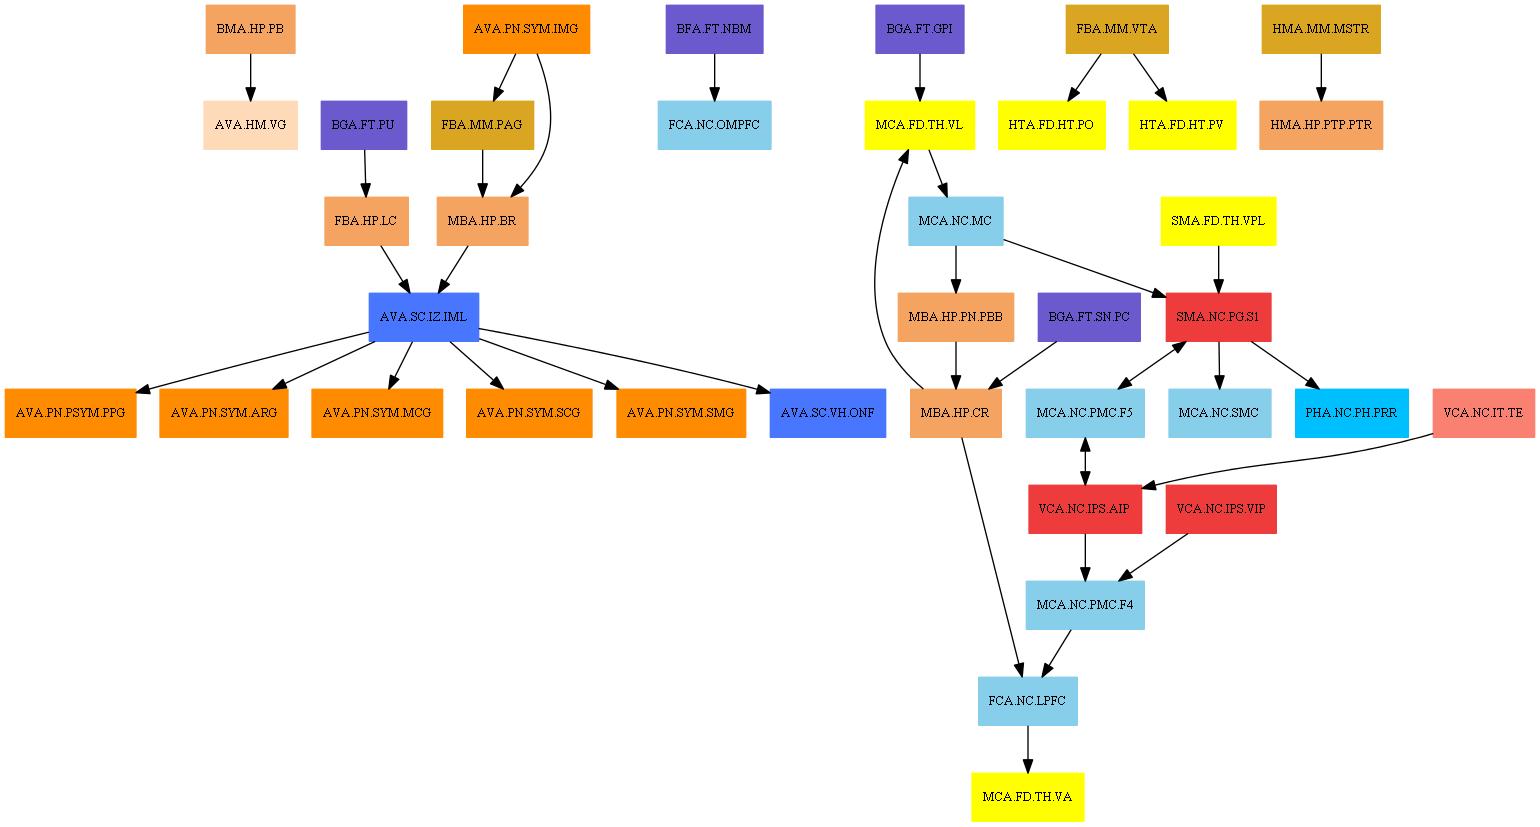 BMA.HP.PB
AVA.PN.SYM.IMG
BFA.FT.NBM
BGA.FT.GPI
FBA.MM.VTA
HMA.MM.MSTR
AVA.HM.VG
BGA.FT.PU
FBA.MM.PAG
FCA.NC.OMPFC
MCA.FD.TH.VL
HTA.FD.HT.PO
HTA.FD.HT.PV
HMA.HP.PTP.PTR
FBA.HP.LC
MBA.HP.BR
MCA.NC.MC
SMA.FD.TH.VPL
AVA.SC.IZ.IML
MBA.HP.PN.PBB
BGA.FT.SN.PC
SMA.NC.PG.S1
AVA.PN.PSYM.PPG
AVA.PN.SYM.ARG
AVA.PN.SYM.MCG
AVA.PN.SYM.SCG
AVA.PN.SYM.SMG
AVA.SC.VH.ONF
MBA.HP.CR
MCA.NC.PMC.F5
MCA.NC.SMC
PHA.NC.PH.PRR
VCA.NC.IT.TE
VCA.NC.IPS.AIP
VCA.NC.IPS.VIP
MCA.NC.PMC.F4
FCA.NC.LPFC
MCA.FD.TH.VA